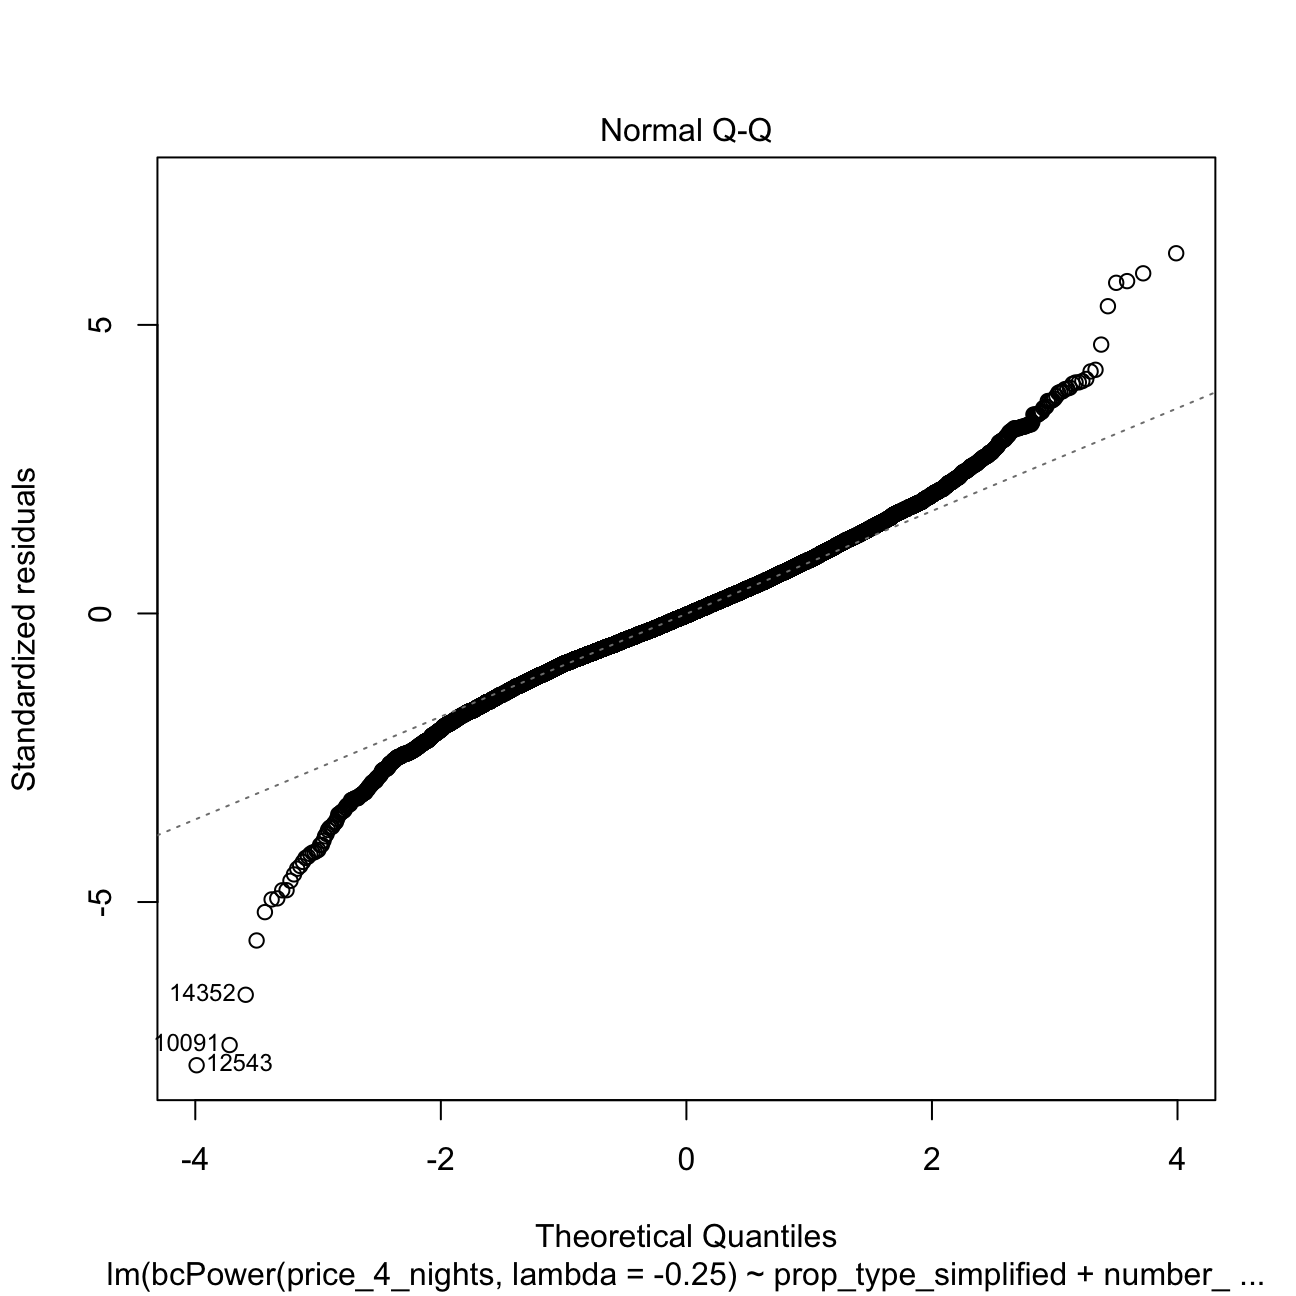 Normal Q-Q
Standardized residuals
5
0
-5
14352
10091
12543
-4 -2 0 2 4
Theoretical Quantiles
lm(bcPower(price_4_nights, lambda = -0.25) ~ prop_type_simplified + number_ ...